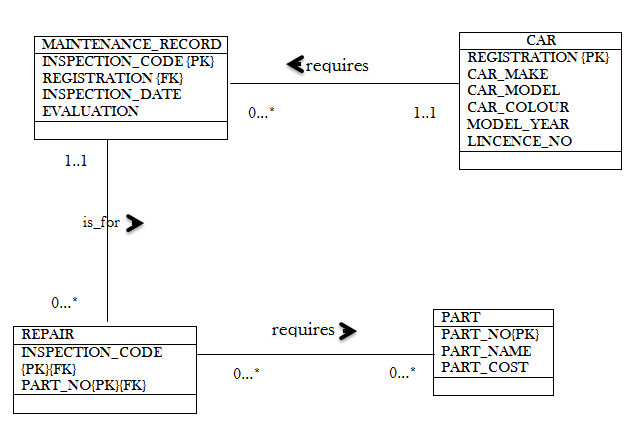 MAINTENANCE_RECORD
INSPECTION_CODE {PK}
REGISTRATION {FK}
INSPECTION_DATE
EVALUATION
requires
0...*
1..1
CAR
REGISTRATION {PK}
CAR_MAKE
CAR_MODEL
CAR_COLOUR
MODEL_YEAR
LINCENCE_NO
1..1
is_for
0...*
REPAIR
INSPECTION_CODE
{PK}{FK}
PART_NO{PK}{FK}
requires
0...*
0...*
PART
PART_NO{PK}
PART_NAME
PART_COST